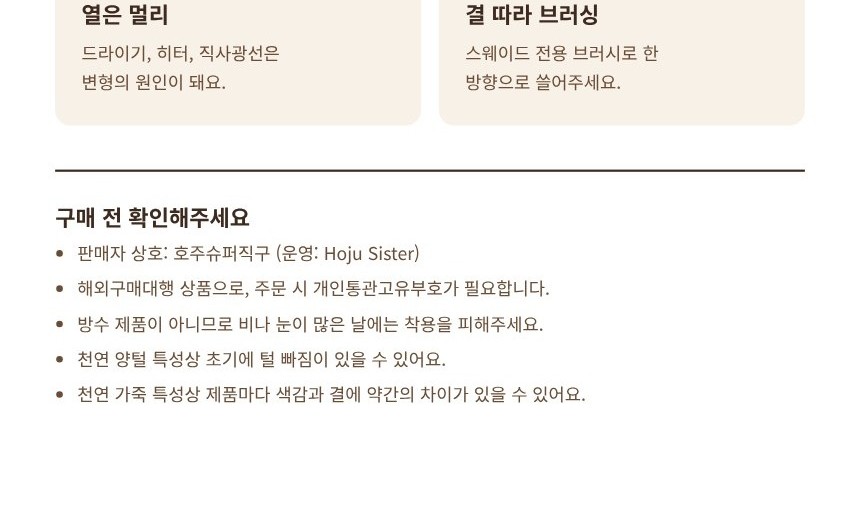 열은 멀리
드라이기, 히터, 직사광선은
변형의 원인이 돼요.
결 따라 브러싱
스웨이드 전용 브러시로 한
방향으로 쓸어주세요.
구매 전 확인해주세요
• 판매자 상호: 호주슈퍼직구 (운영: Hoju Sister)
• 해외구매대행 상품으로, 주문 시 개인통관고유부호가 필요합니다.
• 방수 제품이 아니므로 비나 눈이 많은 날에는 착용을 피해주세요.
• 천연 양털 특성상 초기에 털 빠짐이 있을 수 있어요.
• 천연 가죽 특성상 제품마다 색감과 결에 약간의 차이가 있을 수 있어요.